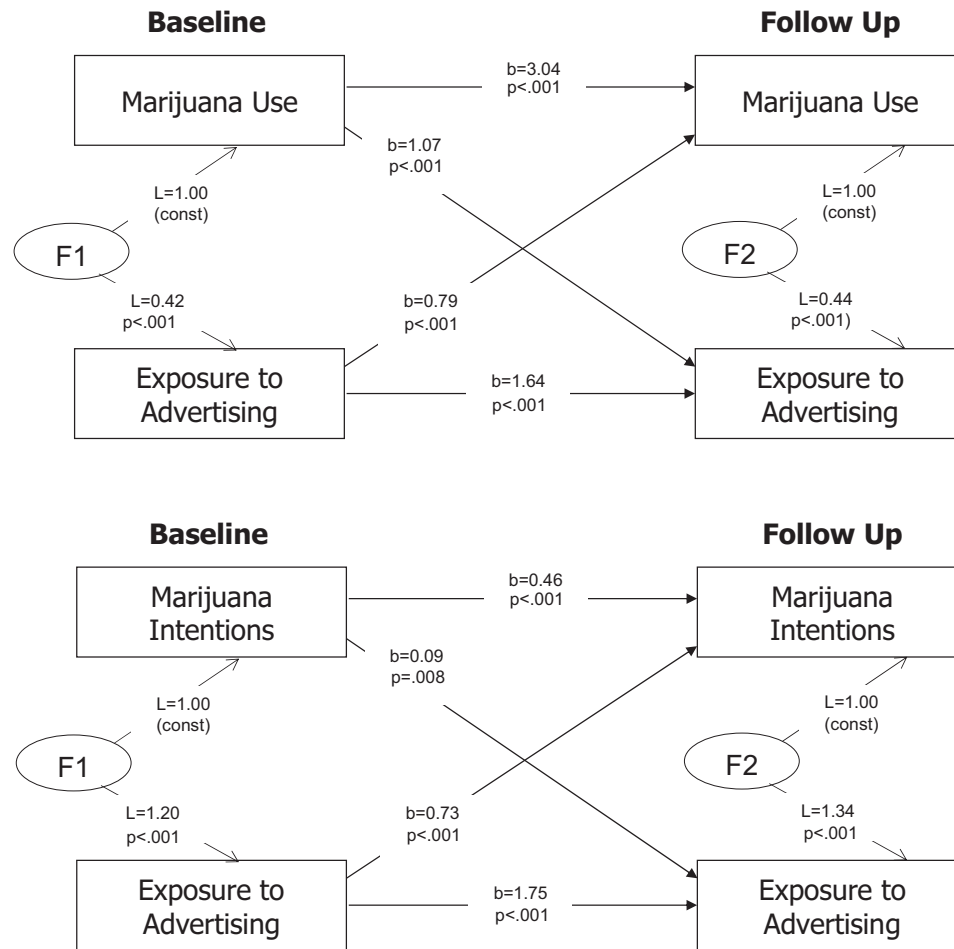 Baseline
Follow Up
b=3.04
p<.001
Marijuana Use
Marijuana Use
b=1.07
p<.001
L=1.00
(const)
L=1.00
(const)
F1
F2
L=0.42
p<.001
b=0.79
p<.001
L=0.44
p<.001)
Exposure to
Advertising
b=1.64
p<.001
Exposure to
Advertising
Baseline
Follow Up
Marijuana
Intentions
b=0.46
p<.001
Marijuana
Intentions
b=0.09
p=.008
L=1.00
(const)
L=1.00
(const)
F1
F2
L=1.20
p<.001
b=0.73
p<.001
L=1.34
p<.001
Exposure to
Advertising
b=1.75
p<.001
Exposure to
Advertising